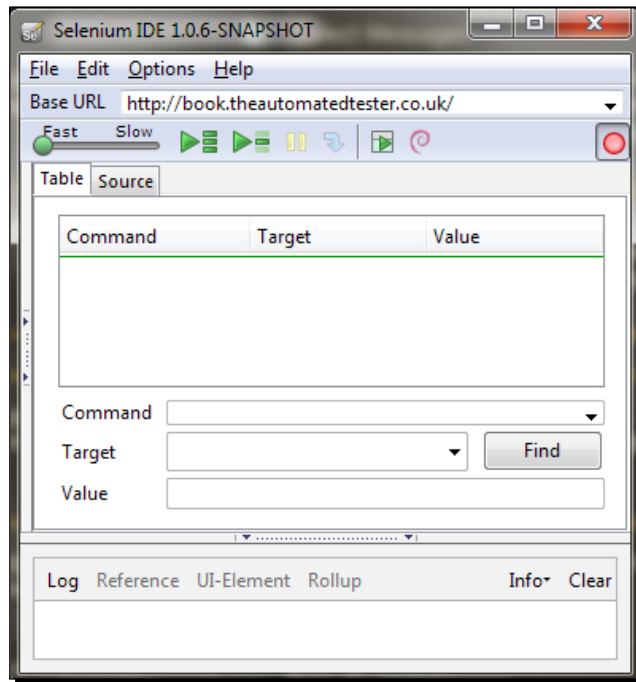 Selenium IDE 1.0.6-SNAPSHOT
File Edit Options Help
Base URL http://book.theautomatedtester.co.uk/
Fast Slow
Table Source
Command Target Value
Command
Target Find
Value
Log Reference UI-Element Rollup Info Clear